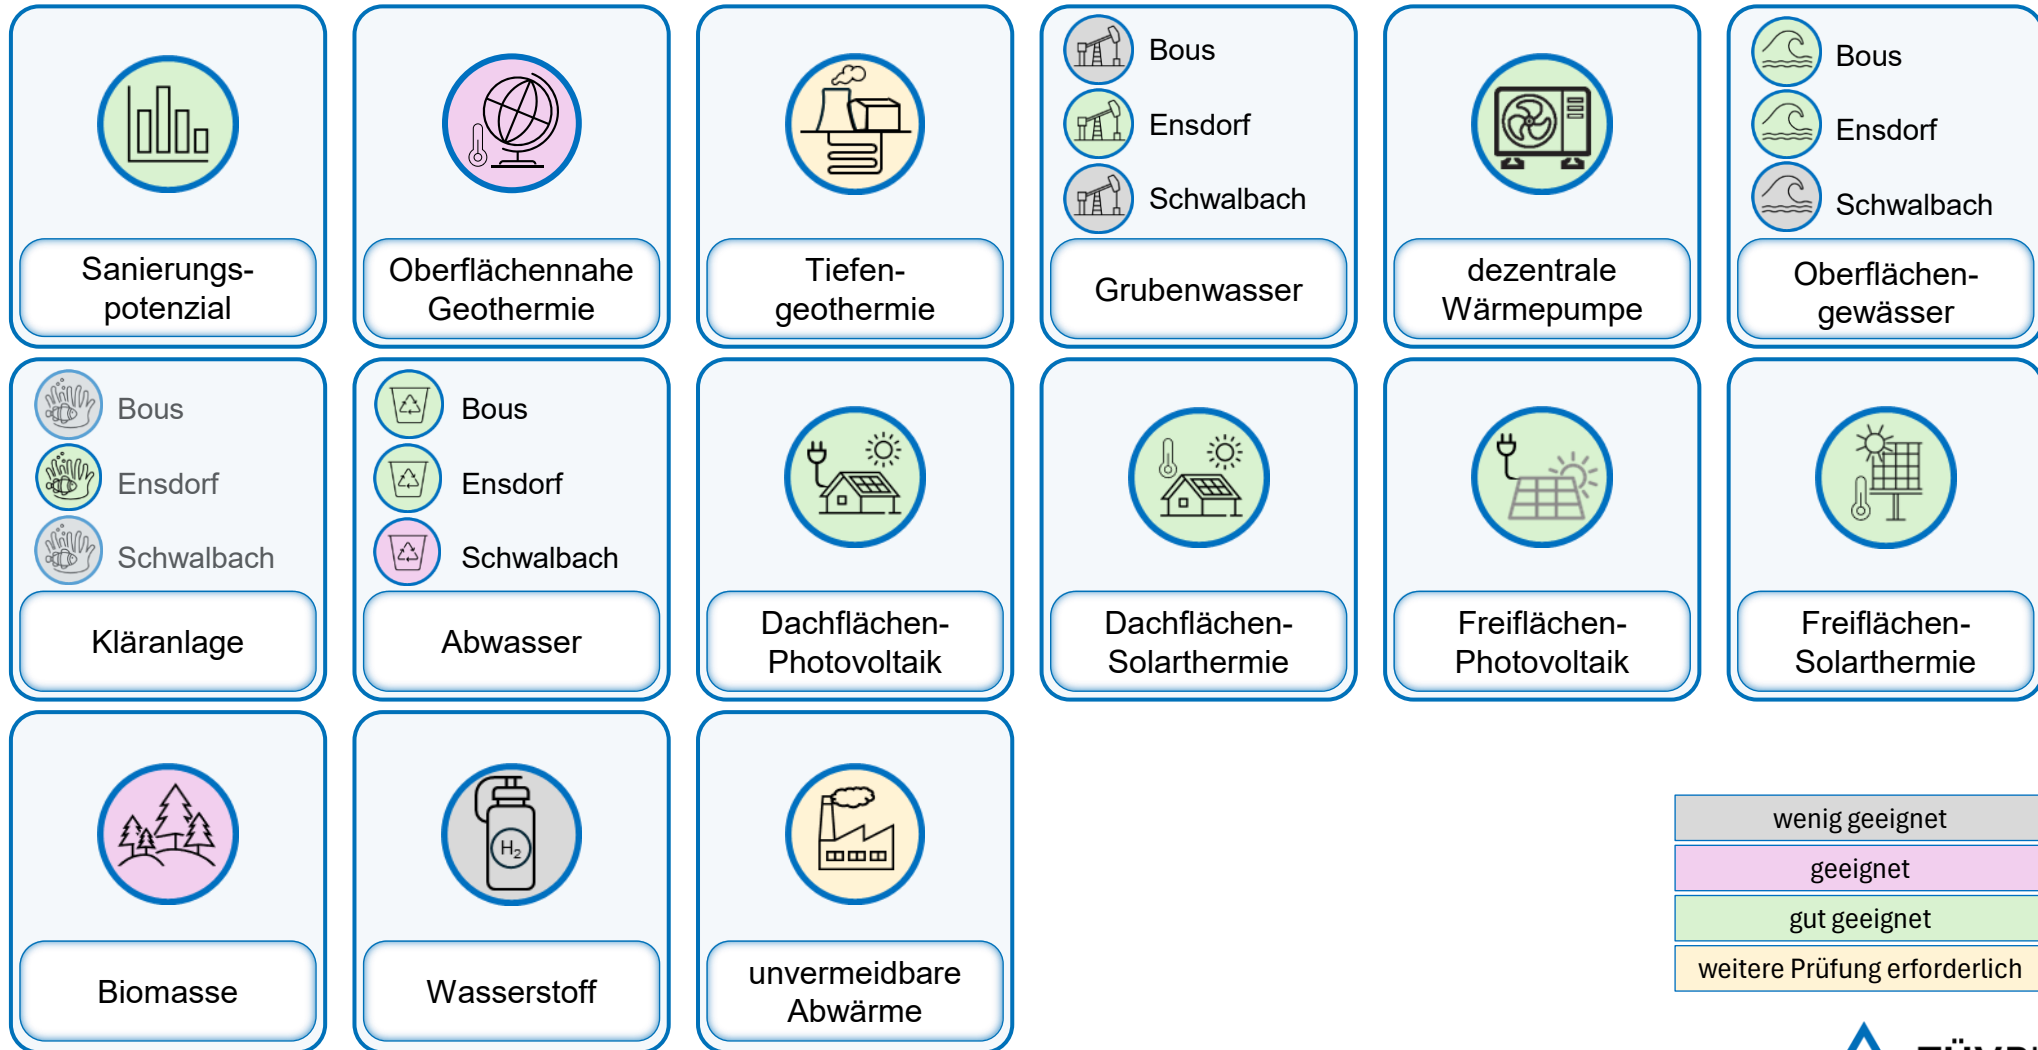 Sanierungs-
potenzial
Oberflächennahe
Geothermie
Tiefen-
geothermie
Bous
Ensdorf
Schwalbach
Grubenwasser
dezentrale
Wärmepumpe
Bous
Ensdorf
Schwalbach
Oberflächen-
gewässer
Bous
Ensdorf
Schwalbach
Kläranlage
Bous
Ensdorf
Schwalbach
Abwasser
Dachflächen-
Photovoltaik
Dachflächen-
Solarthermie
Freiflächen-
Photovoltaik
Freiflächen-
Solarthermie
Biomasse
H₂
Wasserstoff
unvermeidbare
Abwärme
wenig geeignet
geeignet
gut geeignet
weitere Prüfung erforderlich